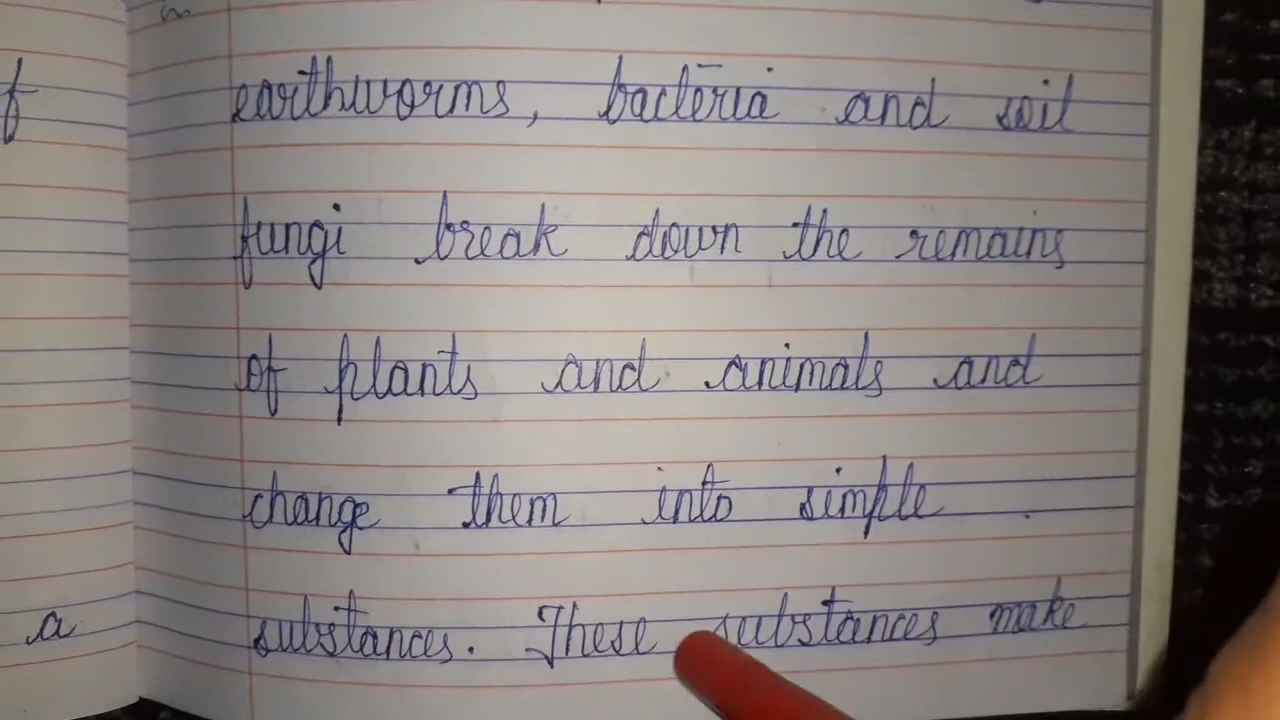 earthworms, bacteria and soil
fungi break down the remains
of plants and animals and
change them into simple
substances. These substances make
a